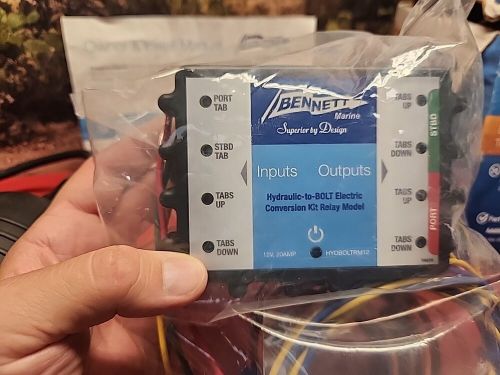 PORT
TAB
STBD
TAB
TABS
UP
TABS
DOWN
BENNETT
Marine
Superior by Design
Inputs Outputs
Hydraulic-to-BOLT Electric
Conversion Kit Relay Model
12V, 20AMP
HYDBOLTRM12
TABS
UP
TABS
DOWN
TABS
UP
TABS
DOWN
STBD
PORT